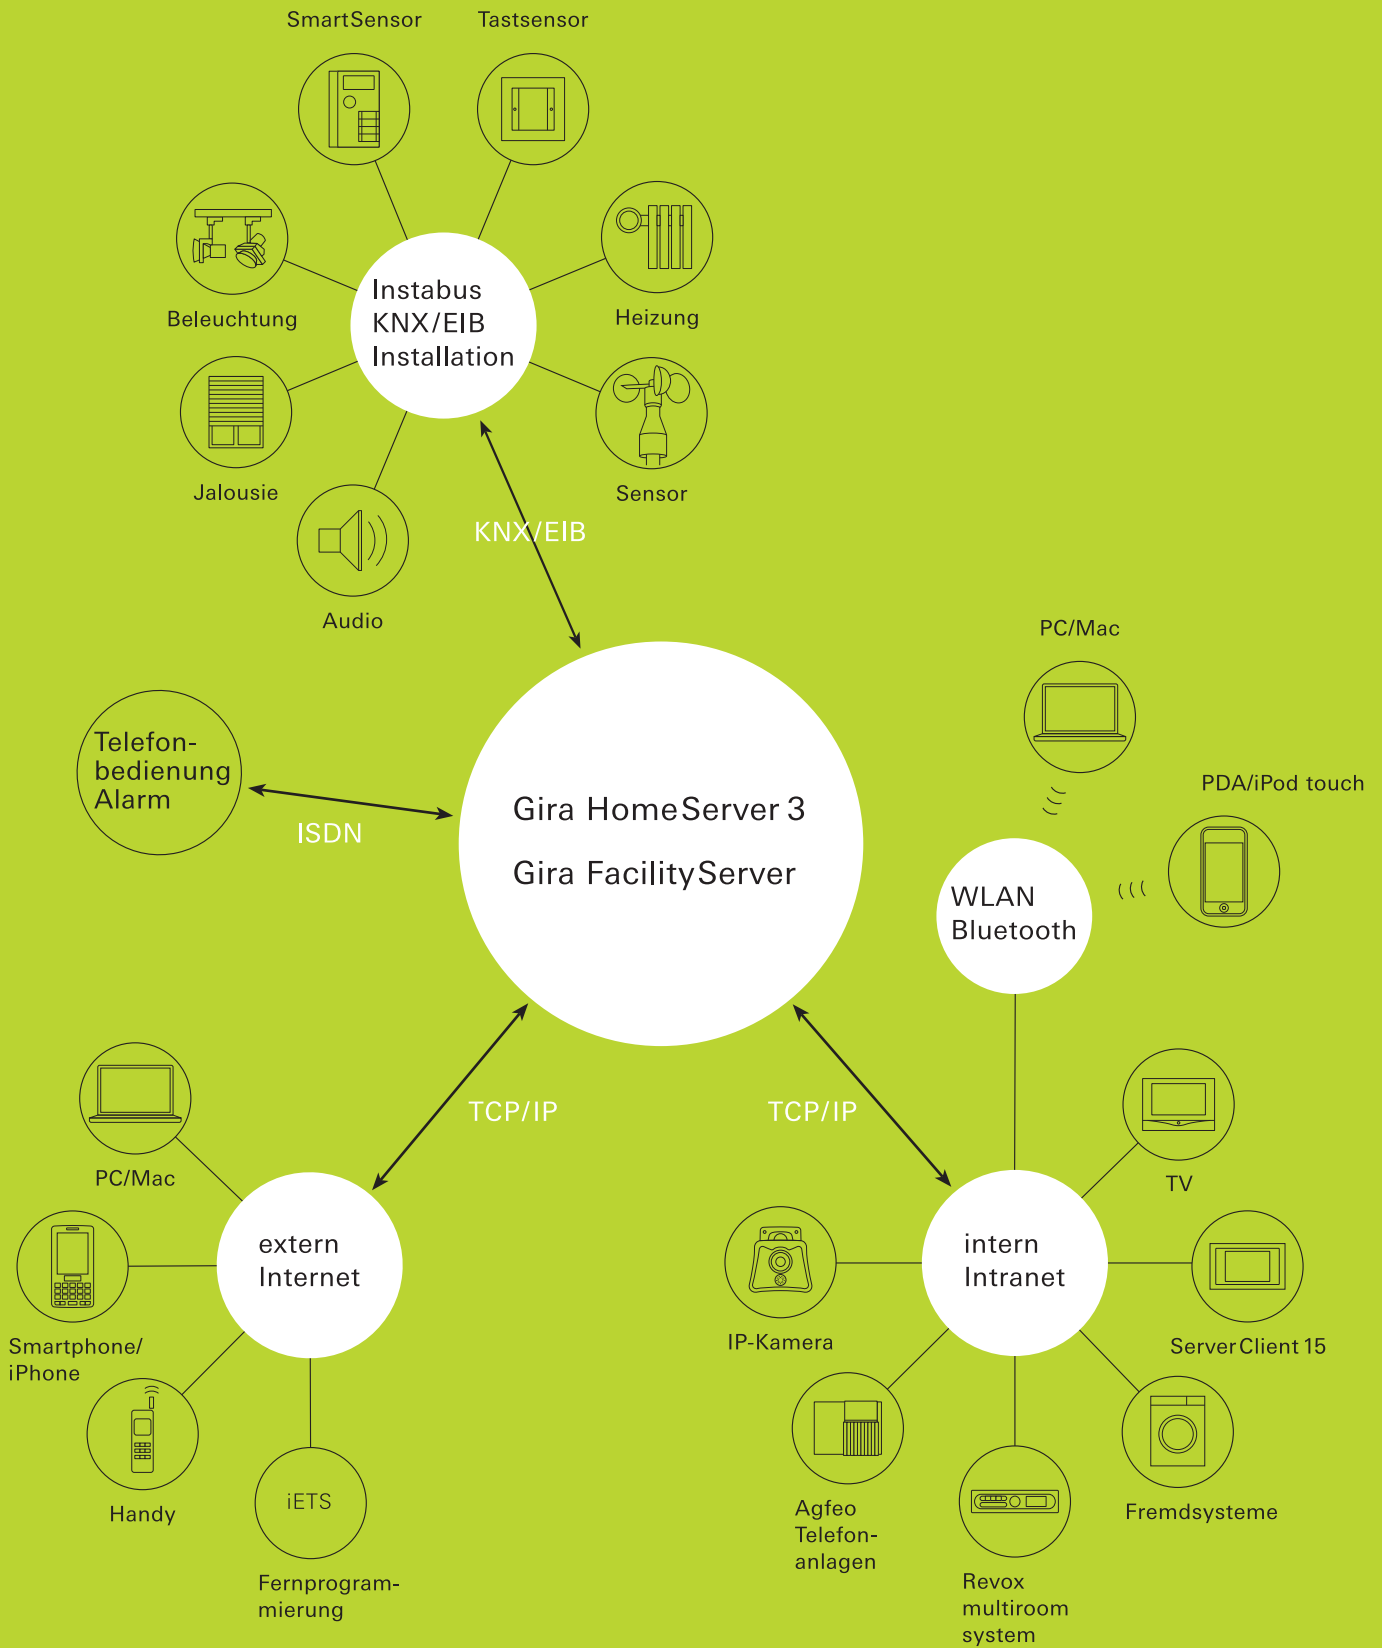 SmartSensor
Tastsensor
Beleuchtung
Instabus
KNX/EIB
Installation
Heizung
Jalousie
Sensor
Audio
KNX/EIB
PC/Mac
Telefon-
bedienung
Alarm
ISDN
Gira HomeServer 3
Gira FacilityServer
PDA/iPod touch
WLAN
Bluetooth
TCP/IP
TCP/IP
PC/Mac
TV
extern
Internet
intern
Intranet
Smartphone/
iPhone
IP-Kamera
ServerClient 15
Handy
iETS
Fernprogram-
mierung
Agfeo
Telefon-
anlagen
Revox
multiroom
system
Fremdsysteme